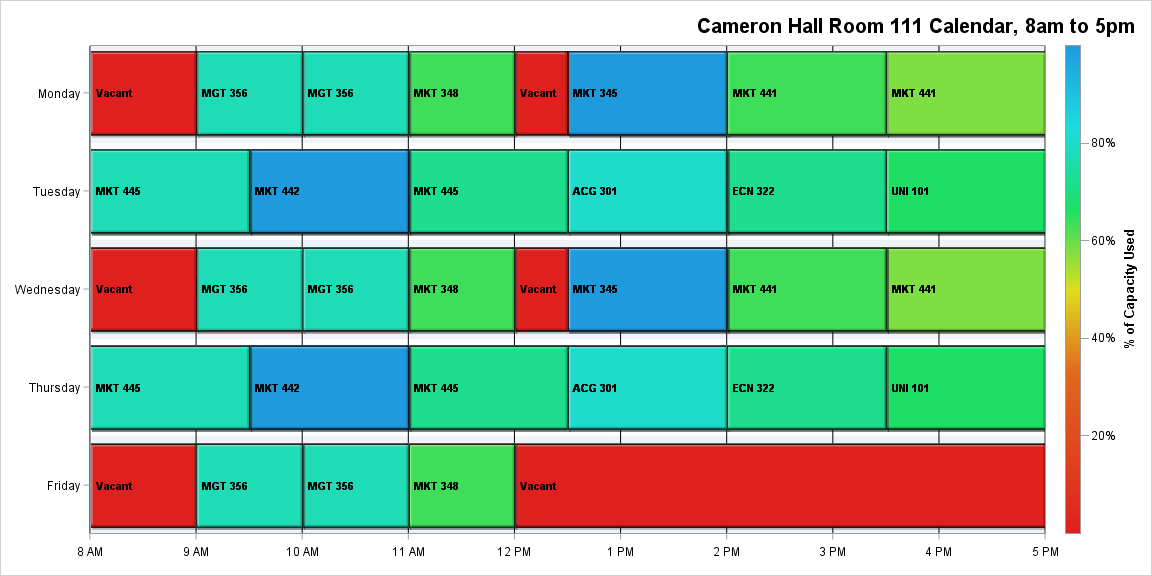 Cameron Hall Room 111 Calendar, 8am to 5pm
Monday
Vacant
MGT 356
MGT 356
MKT 348
Vacant
MKT 345
MKT 441
MKT 441
Tuesday
MKT 445
MKT 442
MKT 445
ACG 301
ECN 322
UNI 101
Wednesday
Vacant
MGT 356
MGT 356
MKT 348
Vacant
MKT 345
MKT 441
MKT 441
Thursday
MKT 445
MKT 442
MKT 445
ACG 301
ECN 322
UNI 101
Friday
Vacant
MGT 356
MGT 356
MKT 348
Vacant
8 AM
9 AM
10 AM
11 AM
12 PM
1 PM
2 PM
3 PM
4 PM
5 PM
80%
60%
40%
20%
% of Capacity Used